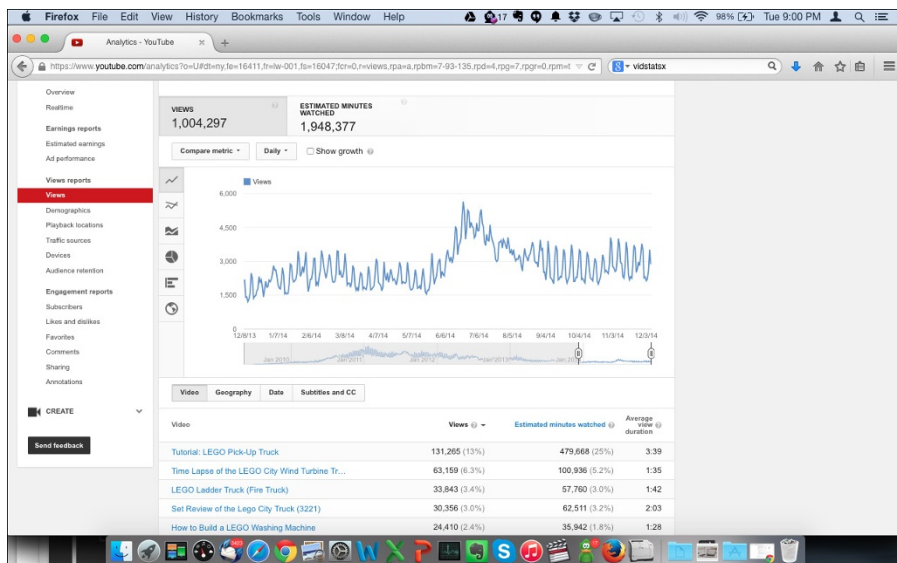 Firefox File Edit View History Bookmarks Tools Window Help 17 98% Tue 9:00 PM
Analytics - YouTube × +
https://www.youtube.com/analytics?o=U#dt=ny,fe=16411,fr=lw-001,fs=16047;fcr=0,r=views,rpa=a,rpbm=7-93-135,rpd=4,rpg=7,rpgr=0,rpm=t vidstatsx
Overview
Realtime
Earnings reports
Estimated earnings
Ad performance
Views reports
Views
Demographics
Playback locations
Traffic sources
Devices
Audience retention
Engagement reports
Subscribers
Likes and dislikes
Favorites
Comments
Sharing
Annotations
CREATE
Send feedback
VIEWS
1,004,297
ESTIMATED MINUTES
WATCHED
1,948,377
Compare metric Daily Show growth
Views
6,000
4,500
3,000
1,500
0
12/8/13 1/7/14 2/6/14 3/8/14 4/7/14 5/7/14 6/6/14 7/6/14 8/5/14 9/4/14 10/4/14 11/3/14 12/3/14
Jan 2010 Jan 2011 Jan 2012 Jan 2013
Video Geography Date Subtitles and CC
Video Views Estimated minutes watched Average view duration
Tutorial: LEGO Pick-Up Truck 131,265 (13%) 479,668 (25%) 3:39
Time Lapse of the LEGO City Wind Turbine Tr... 63,159 (6.3%) 100,936 (5.2%) 1:35
LEGO Ladder Truck (Fire Truck) 33,843 (3.4%) 57,760 (3.0%) 1:42
Set Review of the Lego City Truck (3221) 30,356 (3.0%) 62,511 (3.2%) 2:03
How to Build a LEGO Washing Machine 24,410 (2.4%) 35,942 (1.8%) 1:28